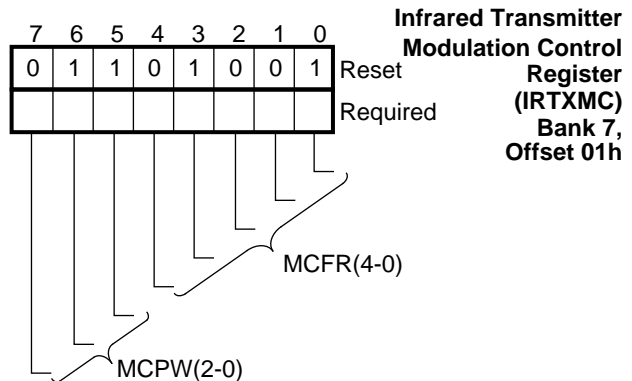 Infrared Transmitter
Modulation Control
Register
(IRTXMC)
Bank 7,
Offset 01h
7 6 5 4 3 2 1 0
0 1 1 0 1 0 0 1 Reset
Required
MCFR(4-0)
MCPW(2-0)